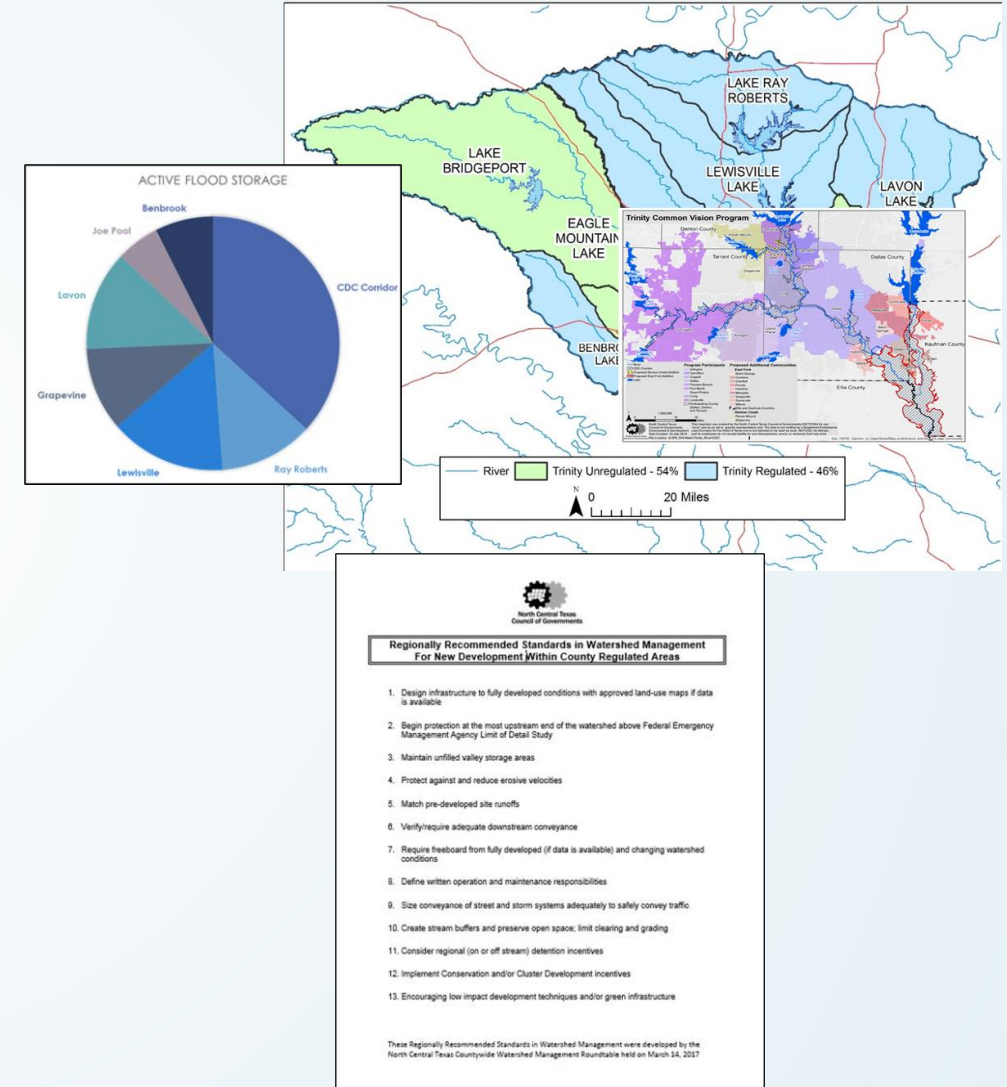 LAKE RAY
ROBERTS
LAKE
BRIDGEPORT
LEWISVILLE
LAKE
LAVON
LAKE
EAGLE
MOUNTAIN
LAKE
ACTIVE FLOOD STORAGE
Benbrook
Joe Pool
CDC Corridor
Lavon
Grapevine
Lewisville
Ray Roberts
Trinity Common Vision Program
Denton County
Tarrant County
Dallas County
Kaufman County
Ellis County
Program Participants
Proposed Additional Communities
River
Trinity Unregulated - 54%
Trinity Regulated - 46%
N
0
20 Miles
North Central Texas
Council of Governments
Regionally Recommended Standards in Watershed Management
For New Development Within County Regulated Areas
1. Design infrastructure to fully developed conditions with approved land-use maps if data
is available
2. Begin protection at the most upstream end of the watershed above Federal Emergency
Management Agency Limit of Detail Study
3. Maintain unfilled valley storage areas
4. Protect against and reduce erosive velocities
5. Match pre-developed site runoffs
6. Verify/require adequate downstream conveyance
7. Require freeboard from fully developed (if data is available) and changing watershed
conditions
8. Define written operation and maintenance responsibilities
9. Size conveyance of street and storm systems adequately to safely convey traffic
10. Create stream buffers and preserve open space; limit clearing and grading
11. Consider regional (on or off stream) detention incentives
12. Implement Conservation and/or Cluster Development incentives
13. Encouraging low impact development techniques and/or green infrastructure
These Regionally Recommended Standards in Watershed Management were developed by the
North Central Texas Countywide Watershed Management Roundtable held on March 14, 2017